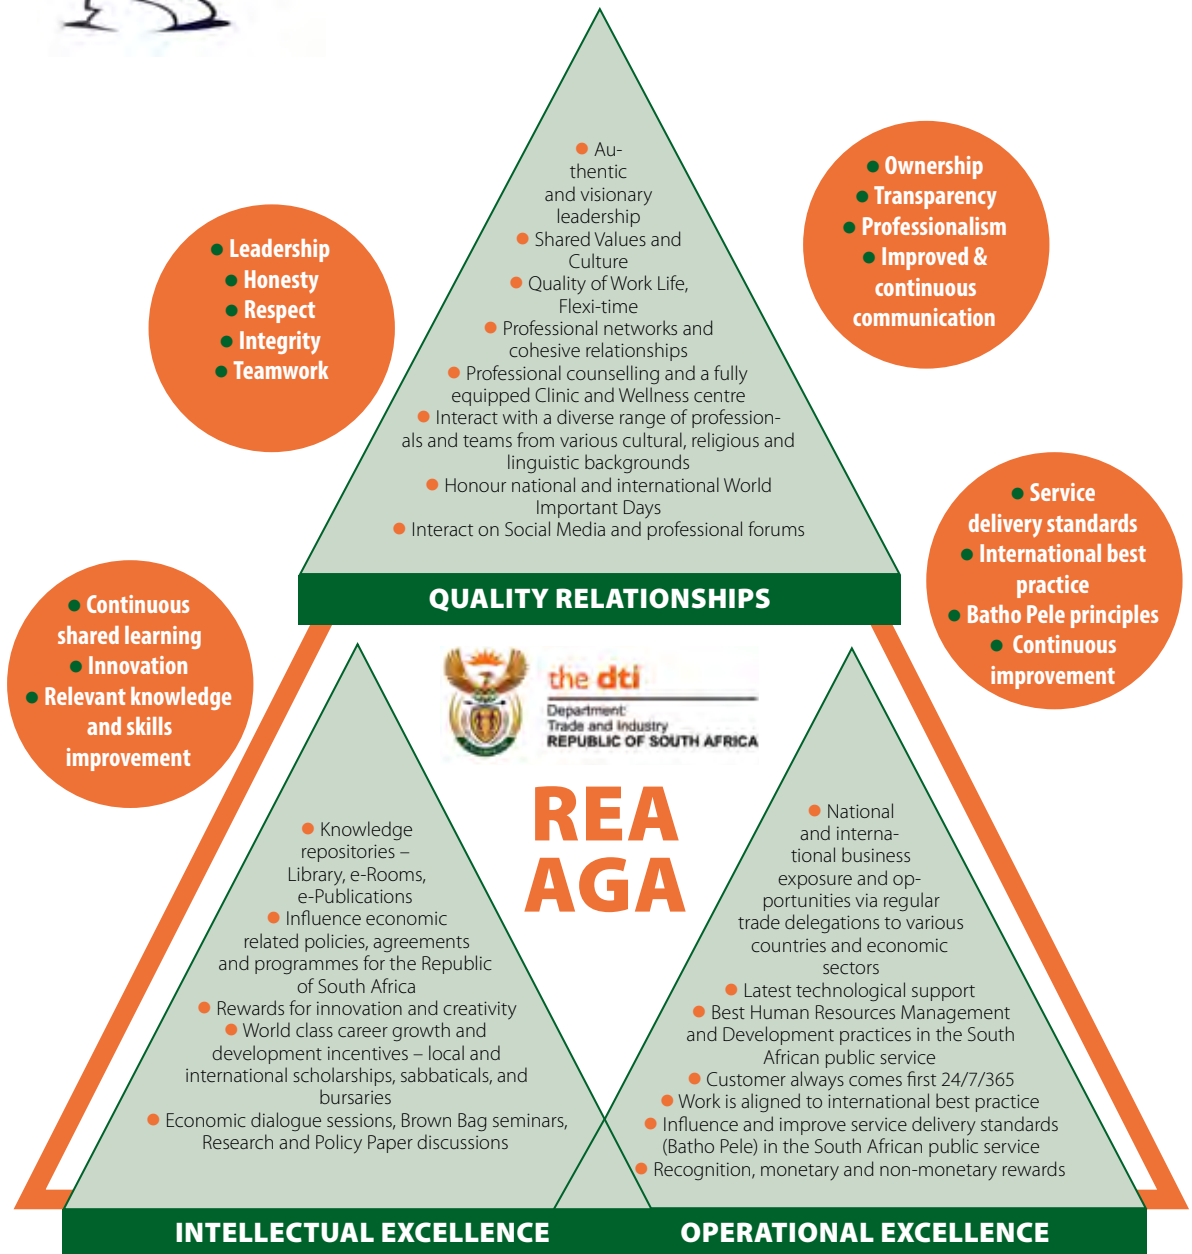 ● Au-
thentic
and visionary
leadership
● Shared Values and
Culture
● Quality of Work Life,
Flexi-time
● Professional networks and
cohesive relationships
● Professional counselling and a fully
equipped Clinic and Wellness centre
● Interact with a diverse range of profession-
als and teams from various cultural, religious and
linguistic backgrounds
● Honour national and international World
Important Days
● Interact on Social Media and professional forums
QUALITY RELATIONSHIPS
● Leadership
● Honesty
● Respect
● Integrity
● Teamwork
● Ownership
● Transparency
● Professionalism
● Improved &
continuous
communication
● Continuous
shared learning
● Innovation
● Relevant knowledge
and skills
improvement
● Service
delivery standards
● International best
practice
● Batho Pele principles
● Continuous
improvement
the dti
Department:
Trade and Industry
REPUBLIC OF SOUTH AFRICA
REA
AGA
● Knowledge
repositories –
Library, e-Rooms,
e-Publications
● Influence economic
related policies, agreements
and programmes for the Republic
of South Africa
● Rewards for innovation and creativity
● World class career growth and
development incentives – local and
international scholarships, sabbaticals, and
bursaries
● Economic dialogue sessions, Brown Bag seminars,
Research and Policy Paper discussions
INTELLECTUAL EXCELLENCE
● National
and interna-
tional business
exposure and op-
portunities via regular
trade delegations to various
countries and economic
sectors
● Latest technological support
● Best Human Resources Management
and Development practices in the South
African public service
● Customer always comes first 24/7/365
● Work is aligned to international best practice
● Influence and improve service delivery standards
(Batho Pele) in the South African public service
● Recognition, monetary and non-monetary rewards
OPERATIONAL EXCELLENCE